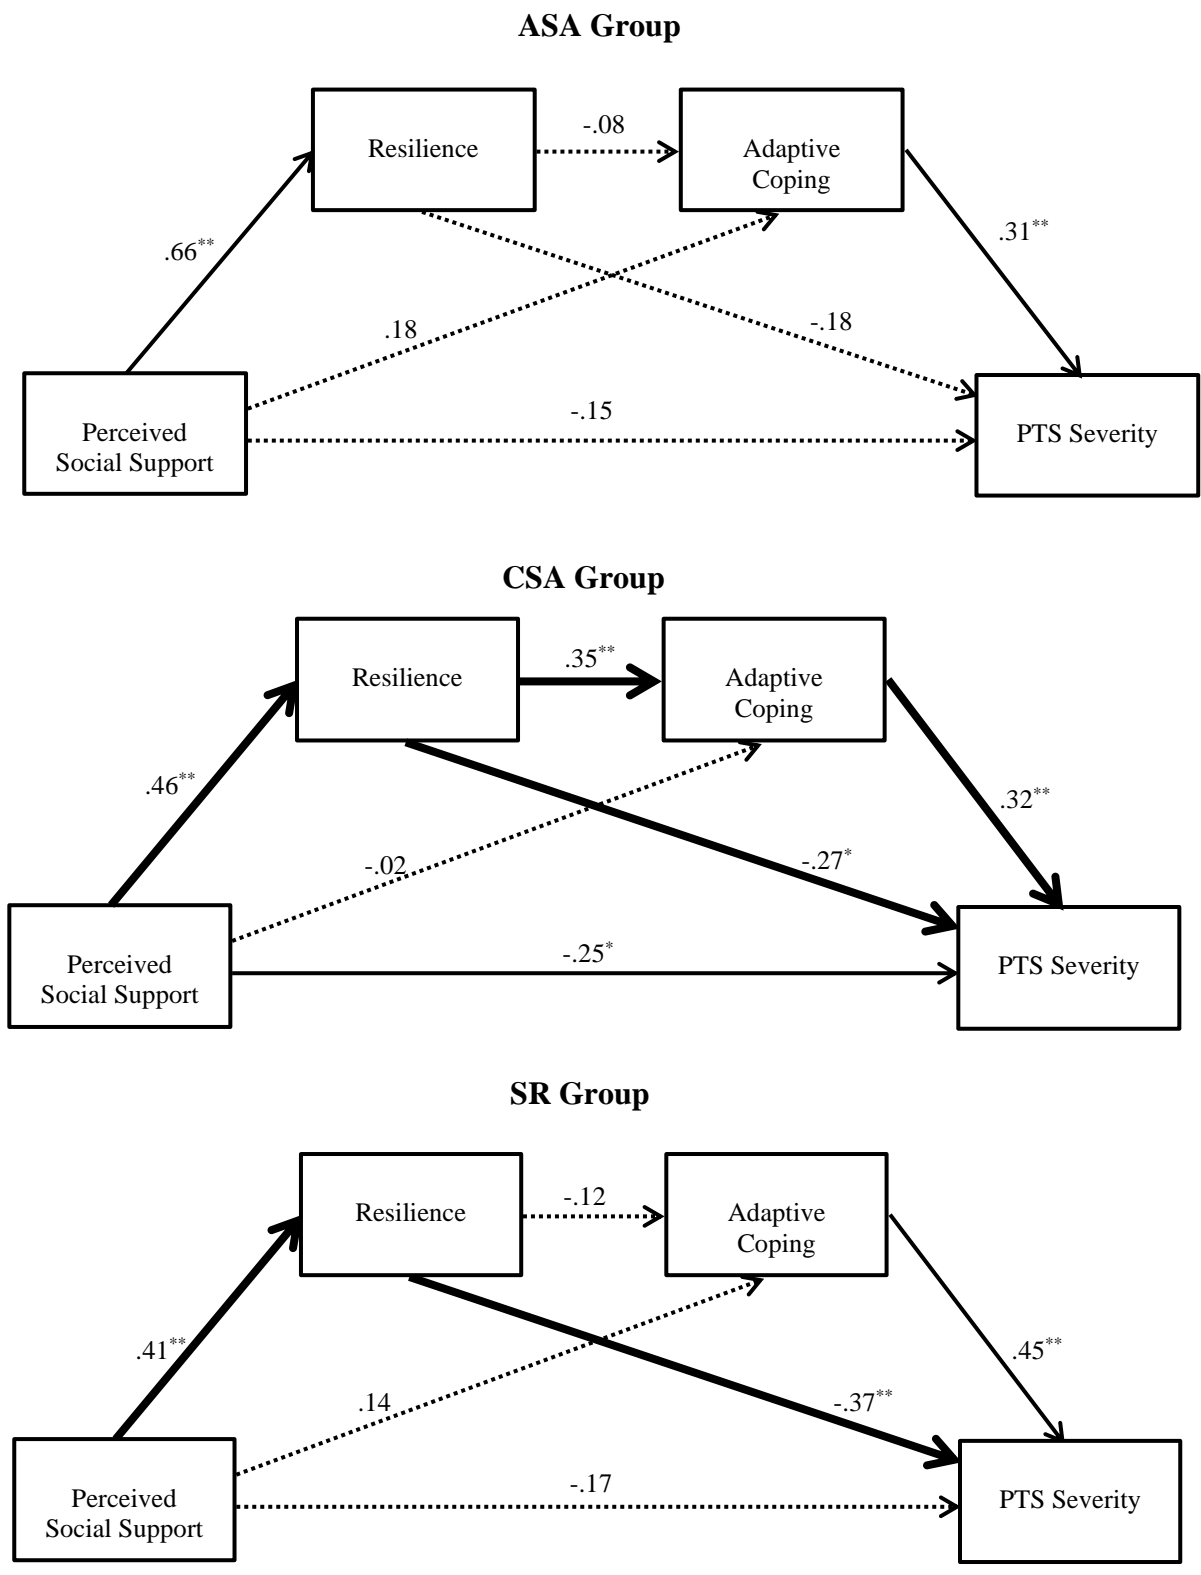 ASA Group
Resilience
-.08
Adaptive
Coping
.66**
.31**
.18
-.18
-.15
Perceived
Social Support
PTS Severity
CSA Group
Resilience
.35**
Adaptive
Coping
.46**
.32**
-.02
-.27*
-.25*
Perceived
Social Support
PTS Severity
SR Group
Resilience
-.12
Adaptive
Coping
.41**
.45**
.14
-.37**
-.17
Perceived
Social Support
PTS Severity